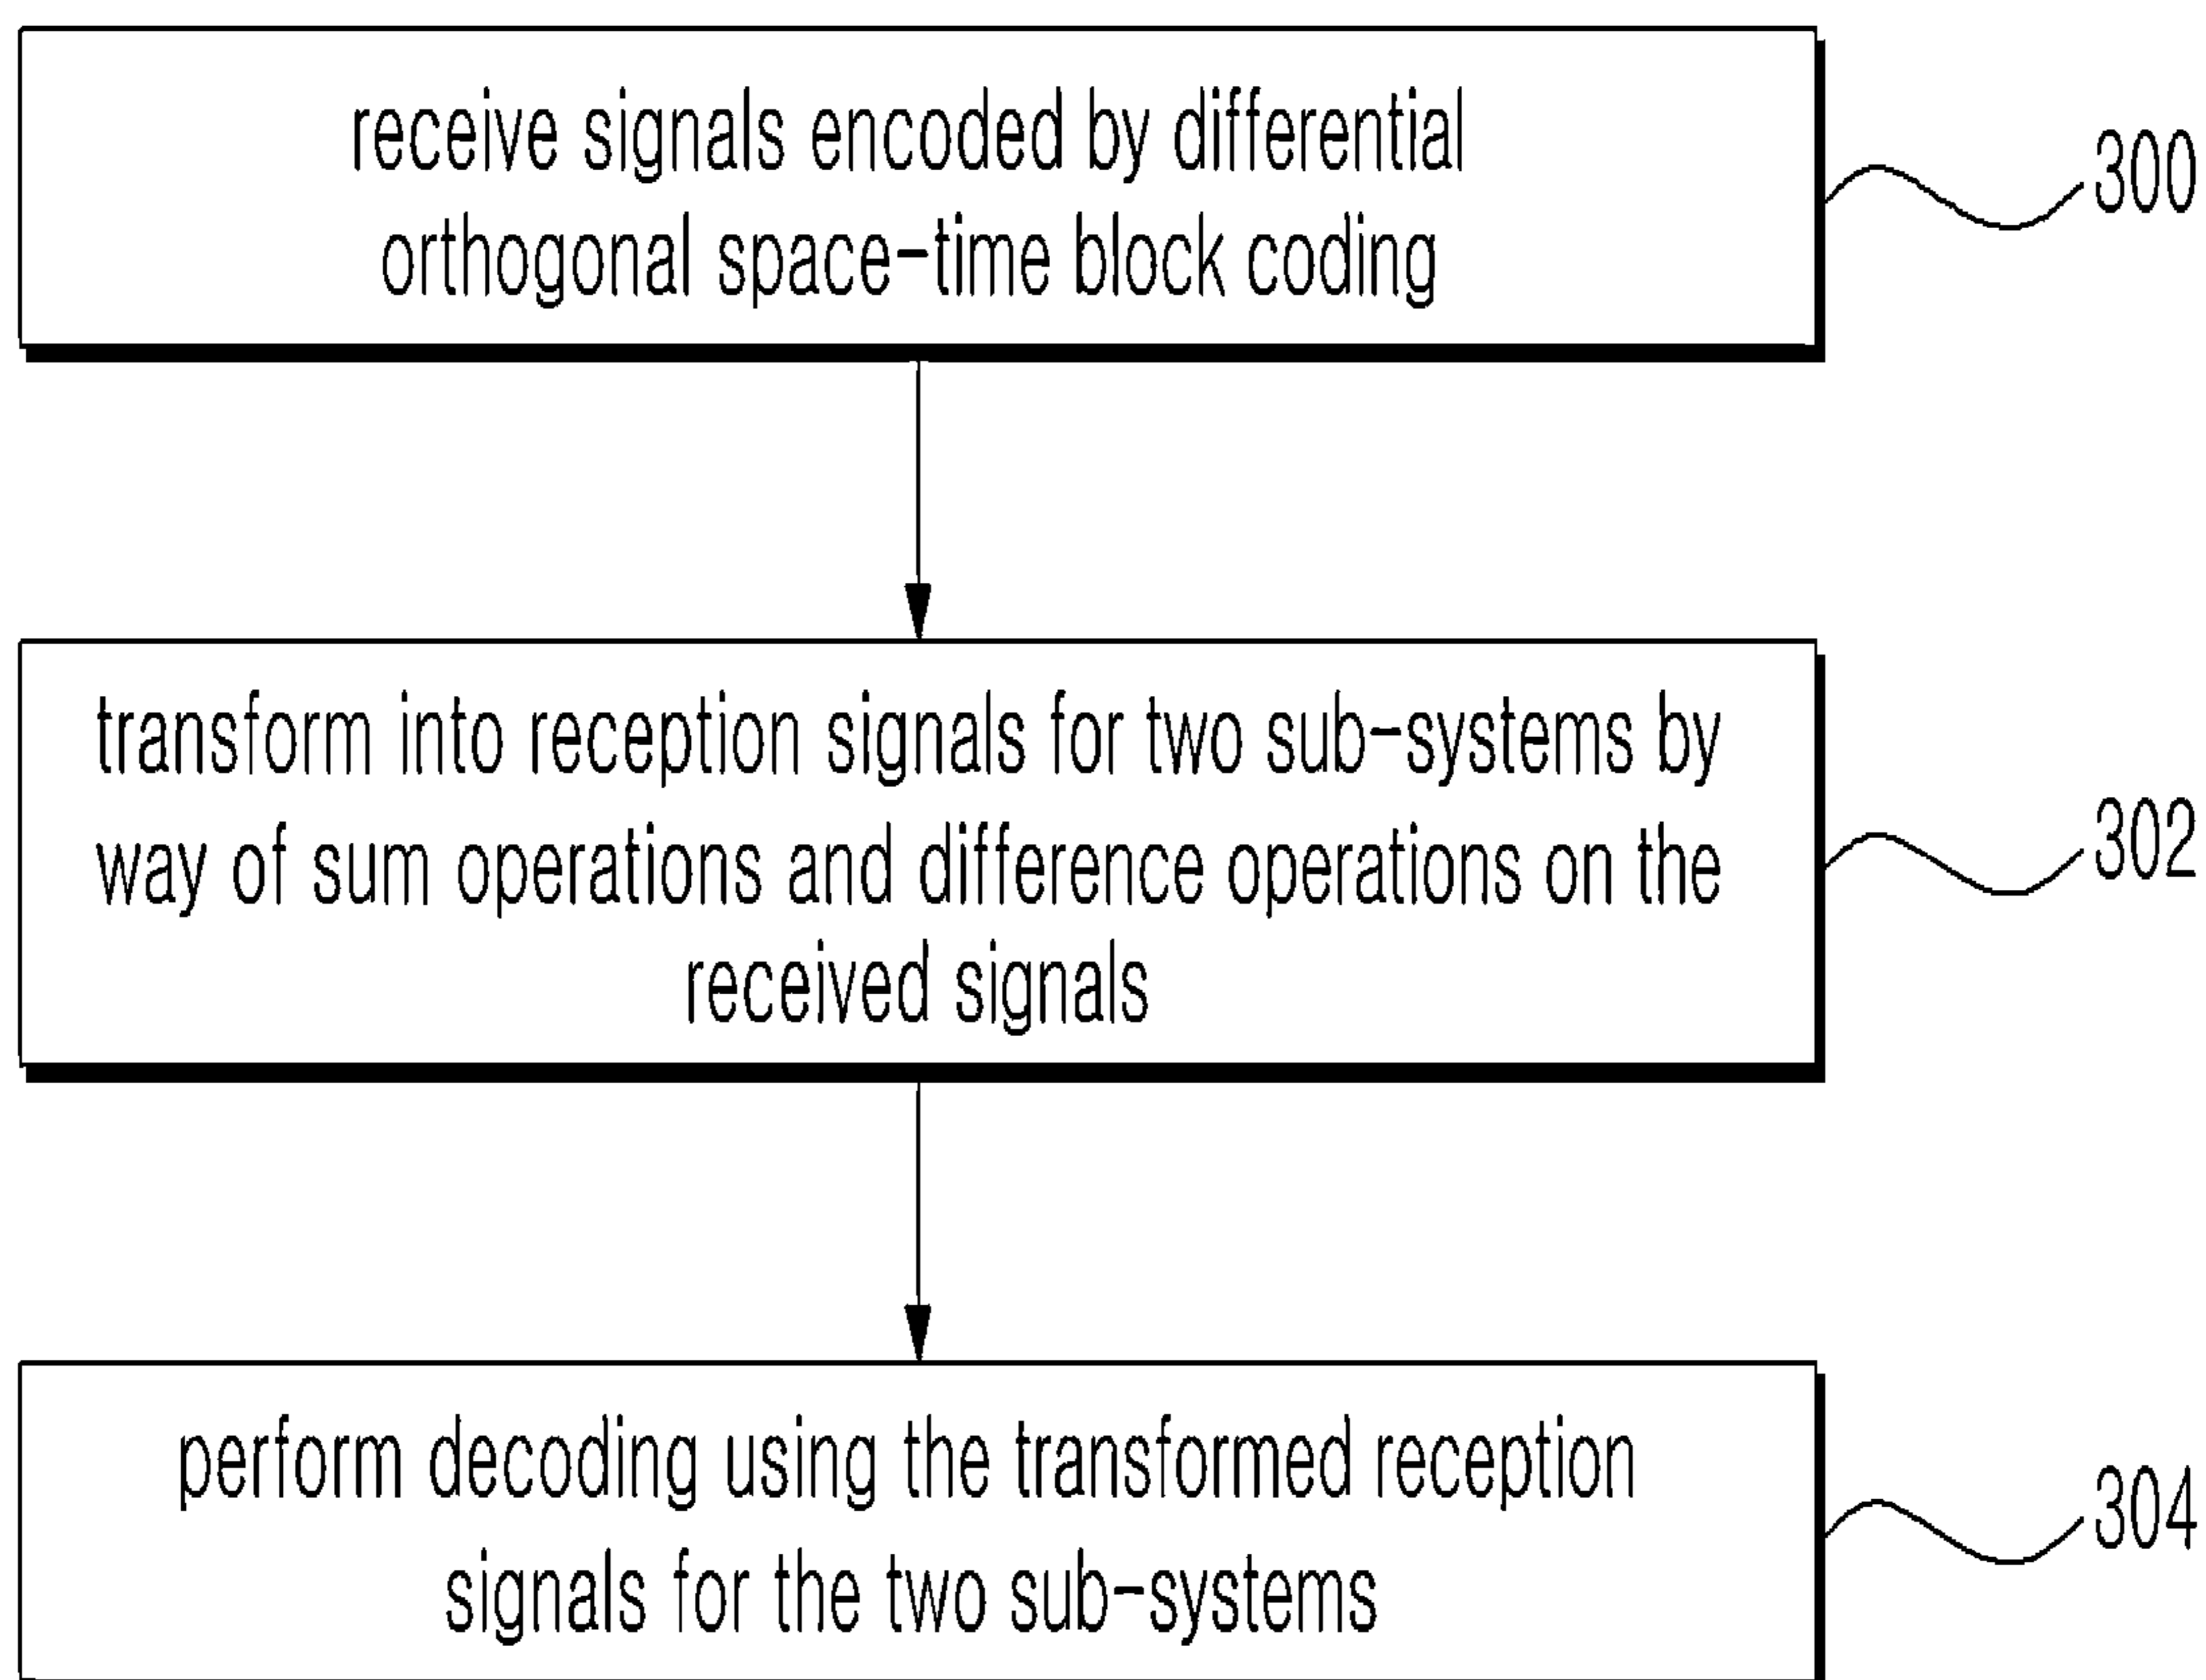 receive signals encoded by differential
orthogonal space-time block coding
300
transform into reception signals for two sub-systems by
way of sum operations and difference operations on the
received signals
302
perform decoding using the transformed reception
signals for the two sub-systems
304